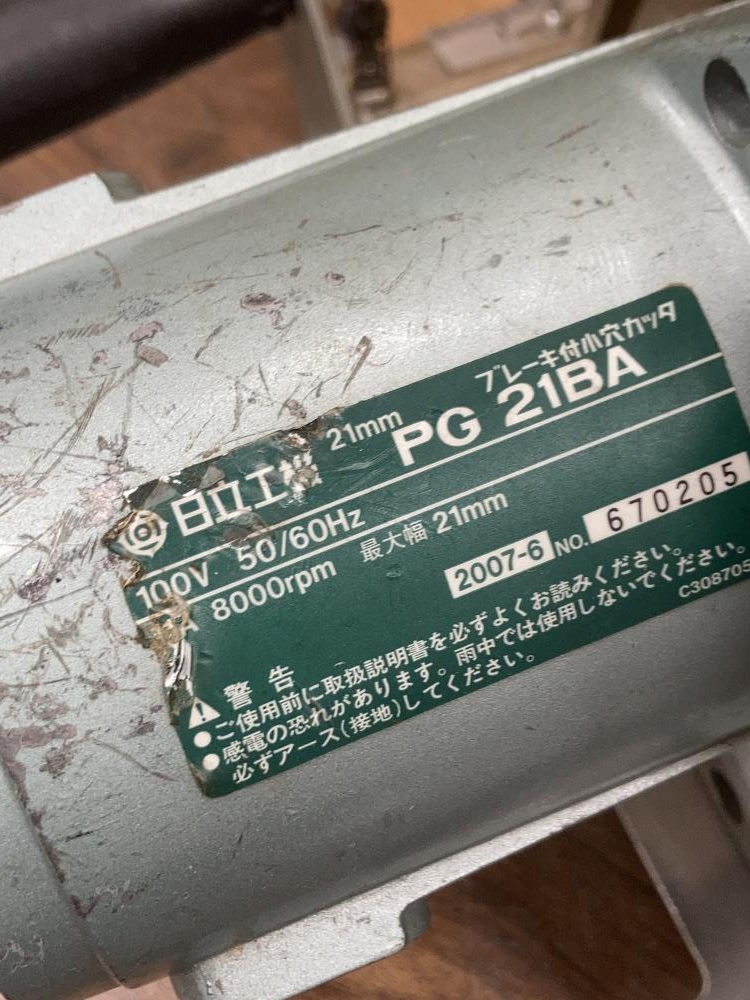 ブレーキ付小穴カッタ
日立工機 21mm PG 21BA
100V 50/60Hz
8000rpm 最大幅 21mm
2007-6 NO. 670205
警告
●ご使用前に取扱説明書を必ずよくお読みください。
●感電の恐れがあります。雨中では使用しないでください。
必ずアース(接地)してください。
C308705